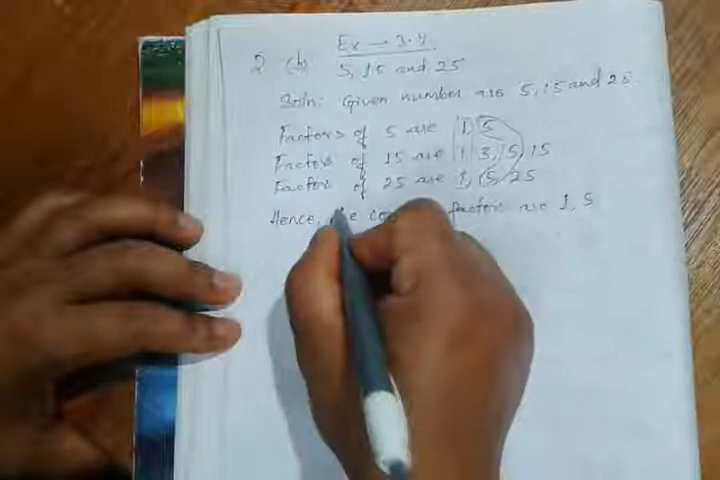 Ex → 3.4
2 (b) 5, 15 and 25
Soln: Given number are 5, 15 and 25.
Factors of 5 are 1, 5
Factors of 15 are 1, 3, 5, 15
Factors of 25 are 1, 5, 25
Hence, the factors are 1, 5